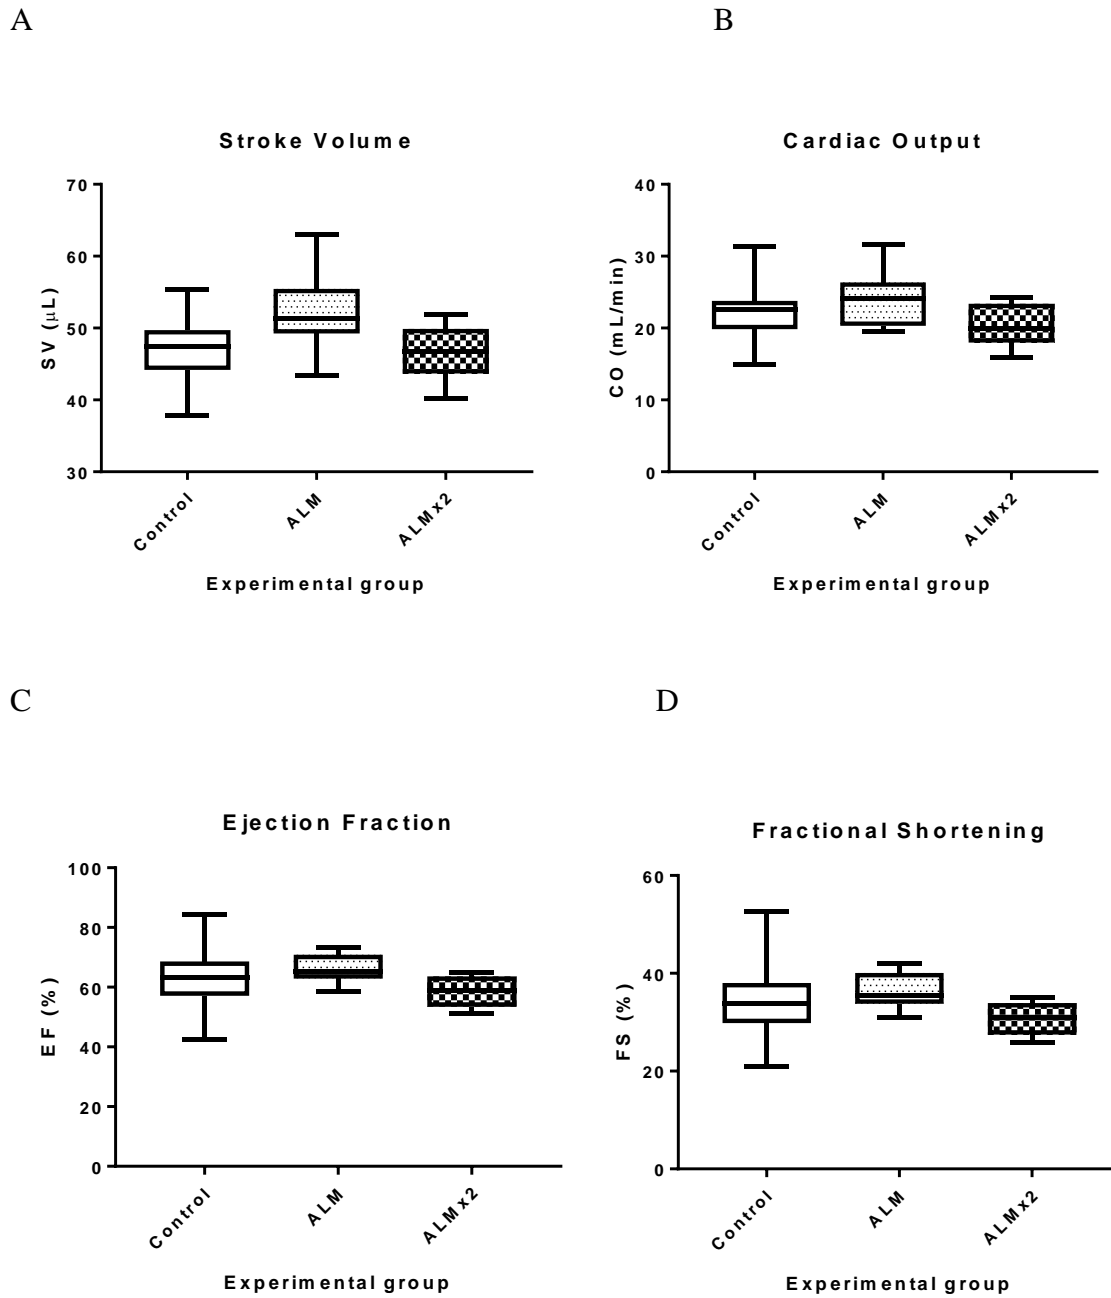 A
B
Stroke Volume
SV (μL)
70
60
50
40
30
Control
ALM
ALMx2
Experimental group
Cardiac Output
CO (mL/min)
40
30
20
10
0
Control
ALM
ALMx2
Experimental group
C
D
Ejection Fraction
EF (%)
100
80
60
40
20
0
Control
ALM
ALMx2
Experimental group
Fractional Shortening
FS (%)
60
40
20
0
Control
ALM
ALMx2
Experimental group